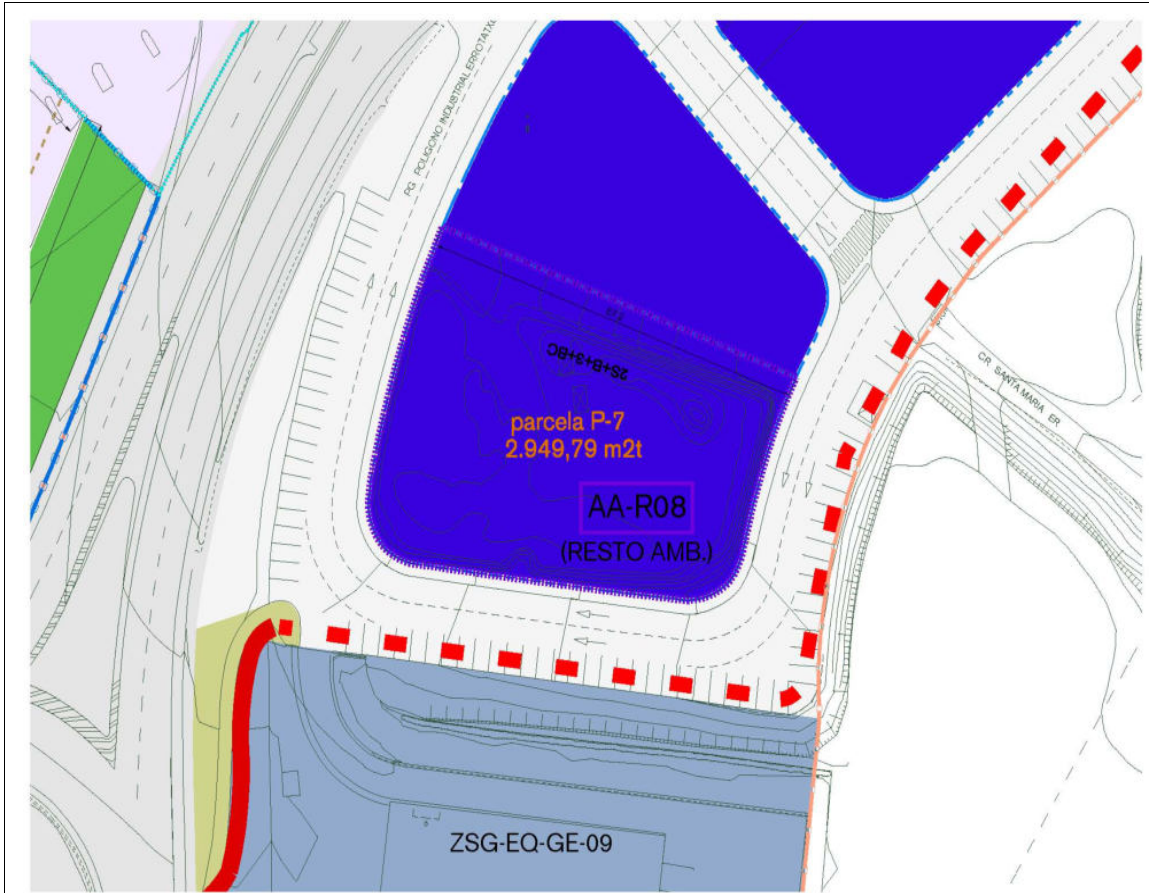 PG POLIGONO INDUSTRIAL ERROTATXU
2S+B+3+BC
parcela P-7
2.949,79 m2t
AA-R08
(RESTO AMB.)
CR SANTA MARIA ER
ZSG-EQ-GE-09